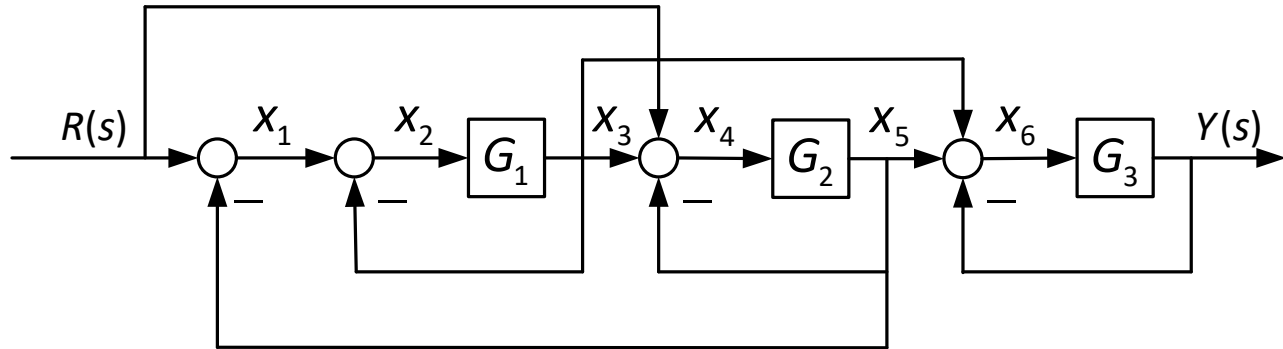 R(s)
x₁
x₂
G₁
x₃
x₄
G₂
x₅
x₆
G₃
Y(s)
−
−
−
−